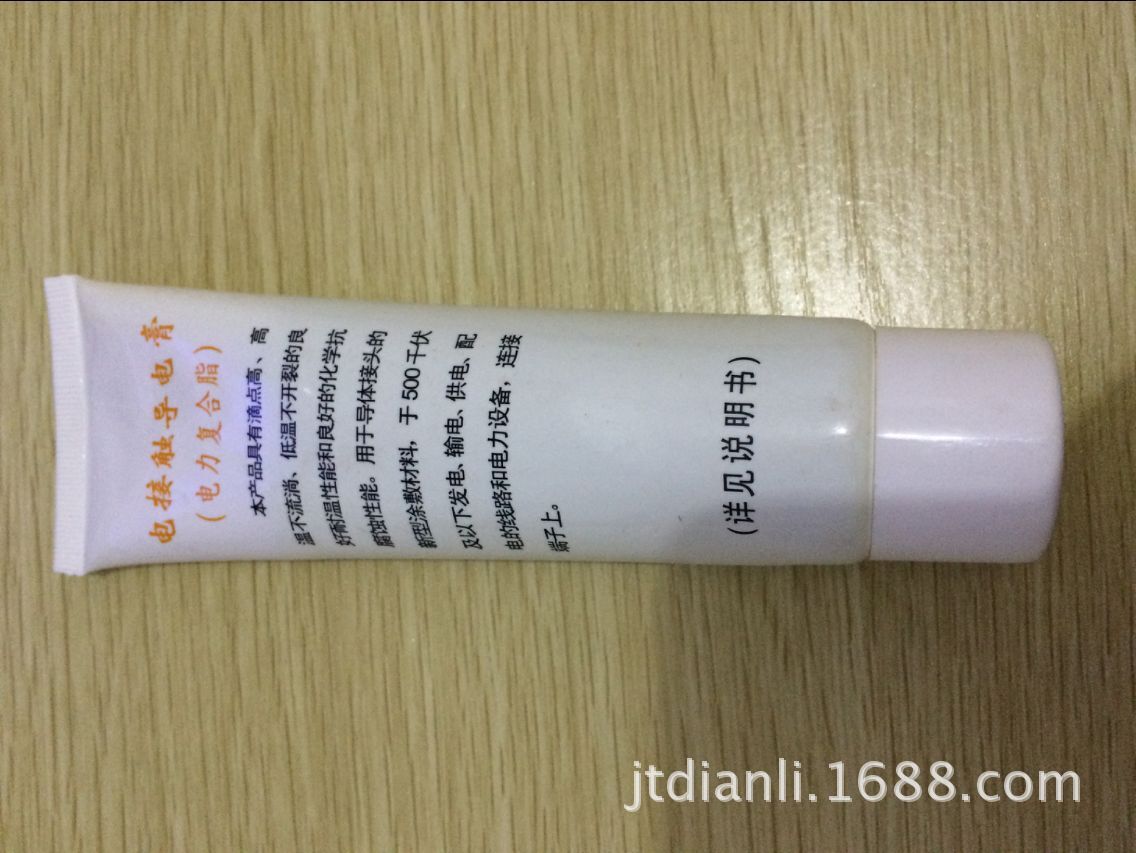 电接触导电膏
(电力复合脂)
本产品具有滴点高、高
温不流淌、低温不开裂的良
好耐温性能和良好的化学抗
腐蚀性能。用于导体接头的
新型涂敷材料，于500千伏
及以下发电、输电、供电、配
电的线路和电力设备，连接
端子上。
(详见说明书)
jtdianli.1688.com